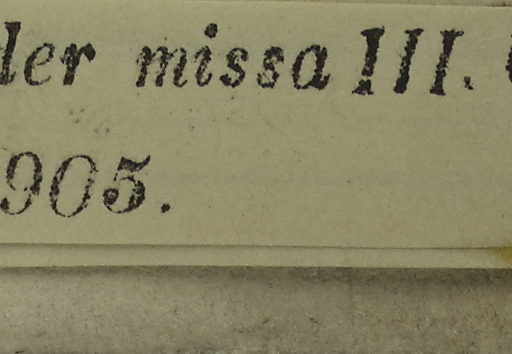 ler missa III.
905.